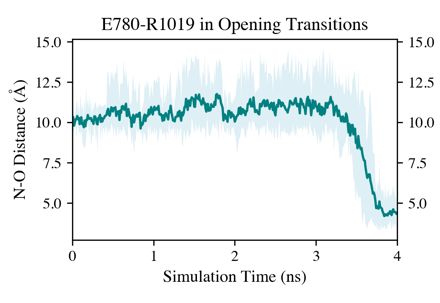 E780-R1019 in Opening Transitions
15.0 15.0
12.5 12.5
10.0 10.0
7.5 7.5
5.0 5.0
N-O Distance (Å)
0 1 2 3 4
Simulation Time (ns)